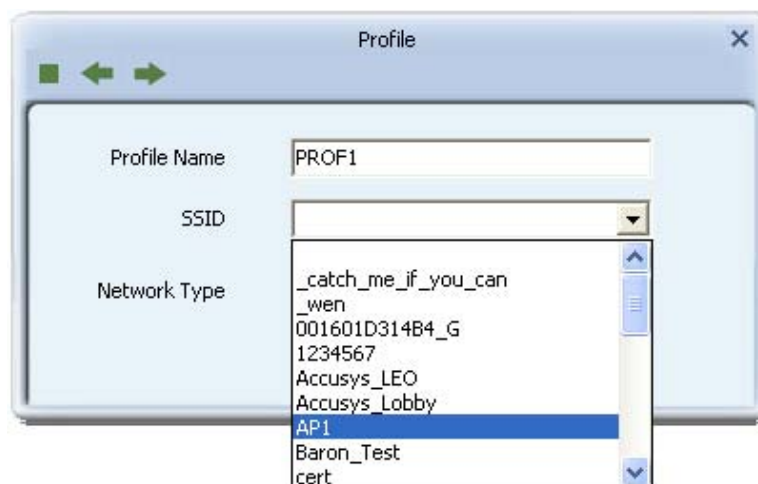 Profile
Profile Name
PROF1
SSID
Network Type
_catch_me_if_you_can
_wen
001601D314B4_G
1234567
Accusys_LEO
Accusys_Lobby
AP1
Baron_Test
cert